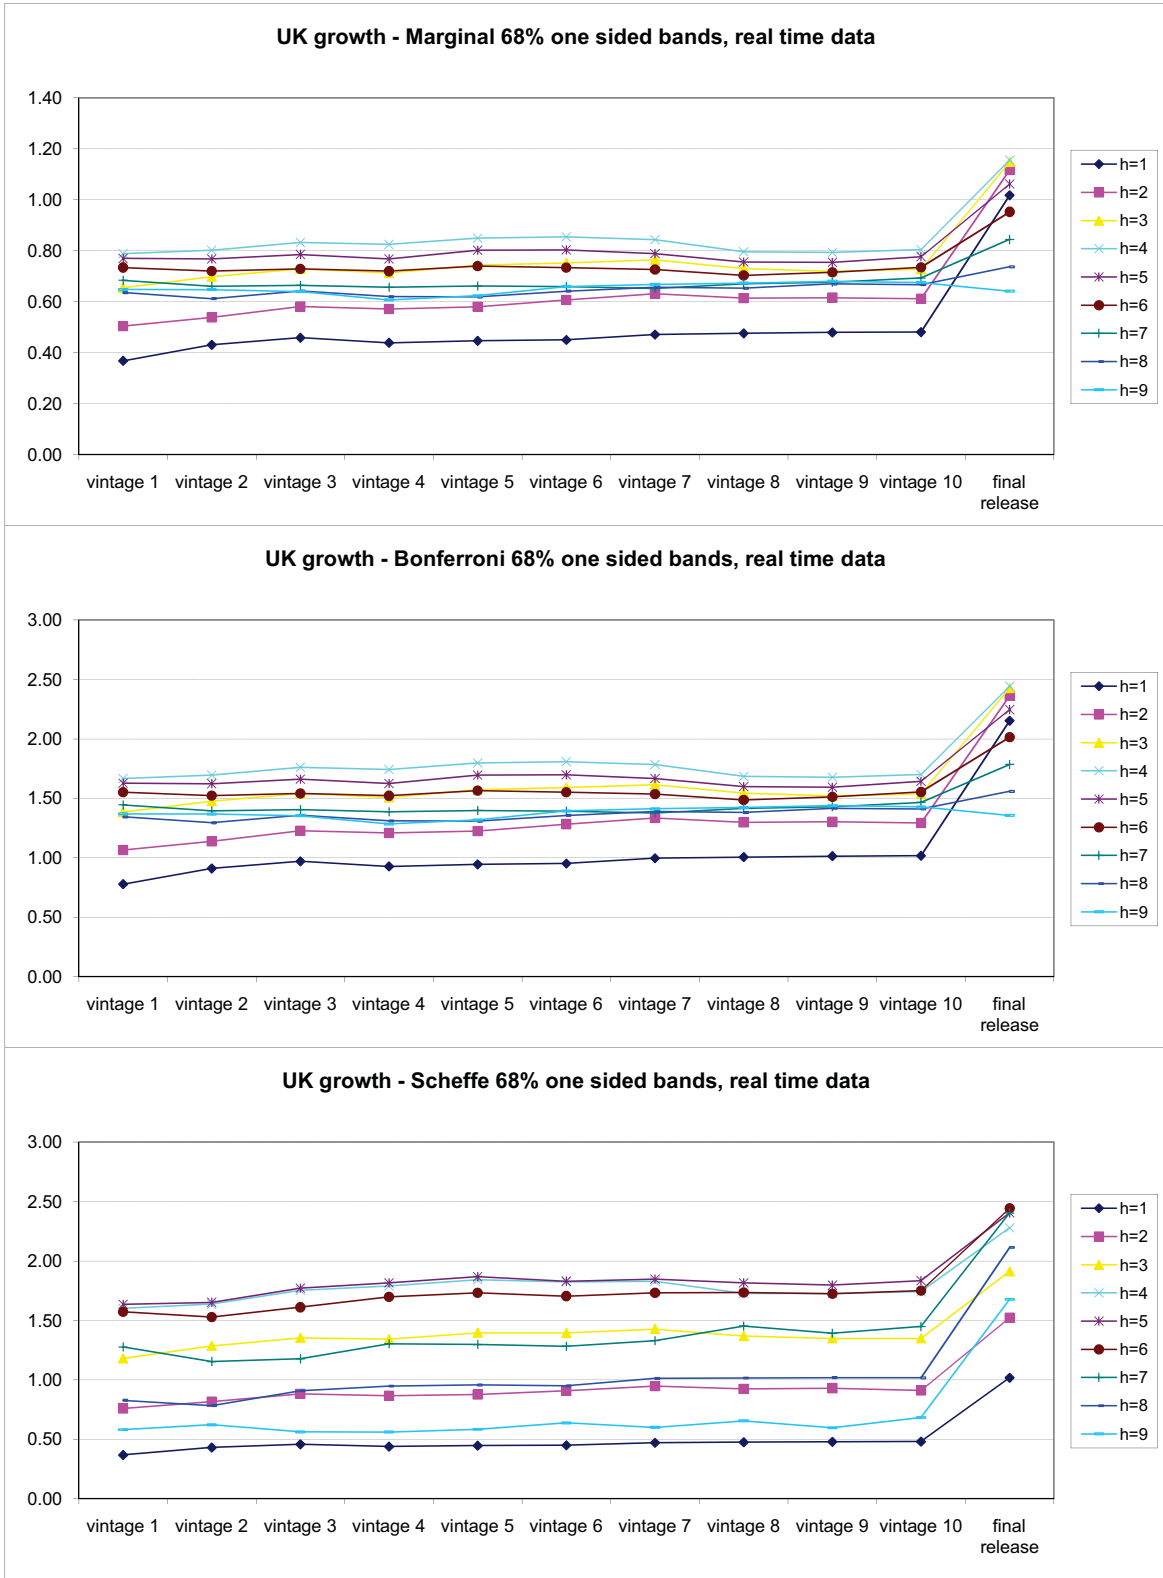 UK growth - Marginal 68% one sided bands, real time data
1.40
1.20
1.00
0.80
0.60
0.40
0.20
0.00
vintage 1 vintage 2 vintage 3 vintage 4 vintage 5 vintage 6 vintage 7 vintage 8 vintage 9 vintage 10 final
release
h=1
h=2
h=3
h=4
h=5
h=6
h=7
h=8
h=9
UK growth - Bonferroni 68% one sided bands, real time data
3.00
2.50
2.00
1.50
1.00
0.50
0.00
vintage 1 vintage 2 vintage 3 vintage 4 vintage 5 vintage 6 vintage 7 vintage 8 vintage 9 vintage 10 final
release
h=1
h=2
h=3
h=4
h=5
h=6
h=7
h=8
h=9
UK growth - Scheffe 68% one sided bands, real time data
3.00
2.50
2.00
1.50
1.00
0.50
0.00
vintage 1 vintage 2 vintage 3 vintage 4 vintage 5 vintage 6 vintage 7 vintage 8 vintage 9 vintage 10 final
release
h=1
h=2
h=3
h=4
h=5
h=6
h=7
h=8
h=9